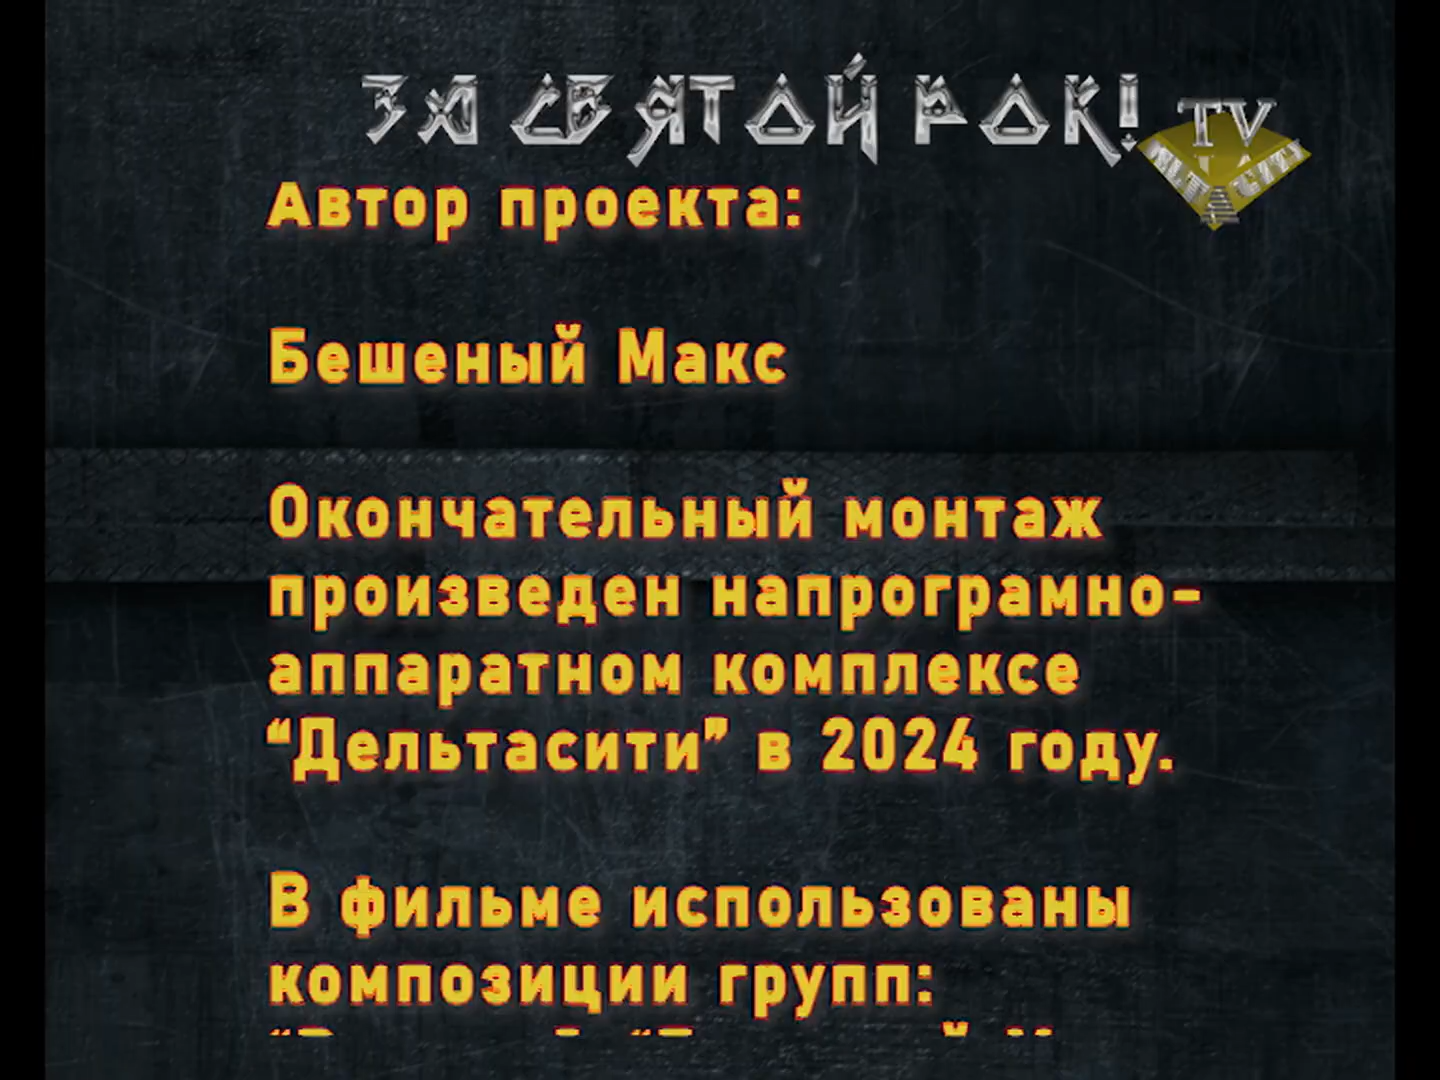 ЗА СВЯТОЙ РОК!
TV
CITY
Автор проекта:
Бешеный Макс
Окончательный монтаж
произведен напрограмно-
аппаратном комплексе
“Дельтасити” в 2024 году.
В фильме использованы
композиции групп: